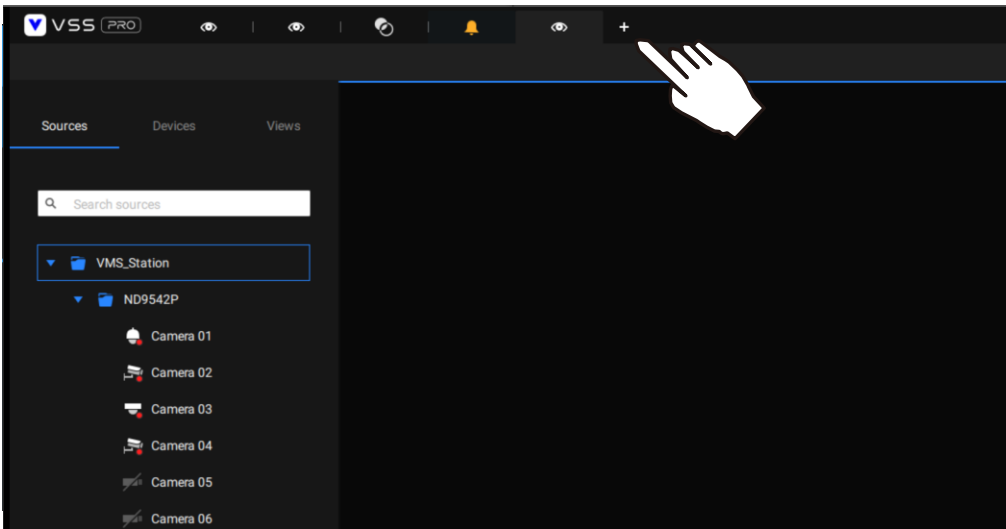 VSS PRO
+
Sources Devices Views
Search sources
VMS_Station
ND9542P
Camera 01
Camera 02
Camera 03
Camera 04
Camera 05
Camera 06